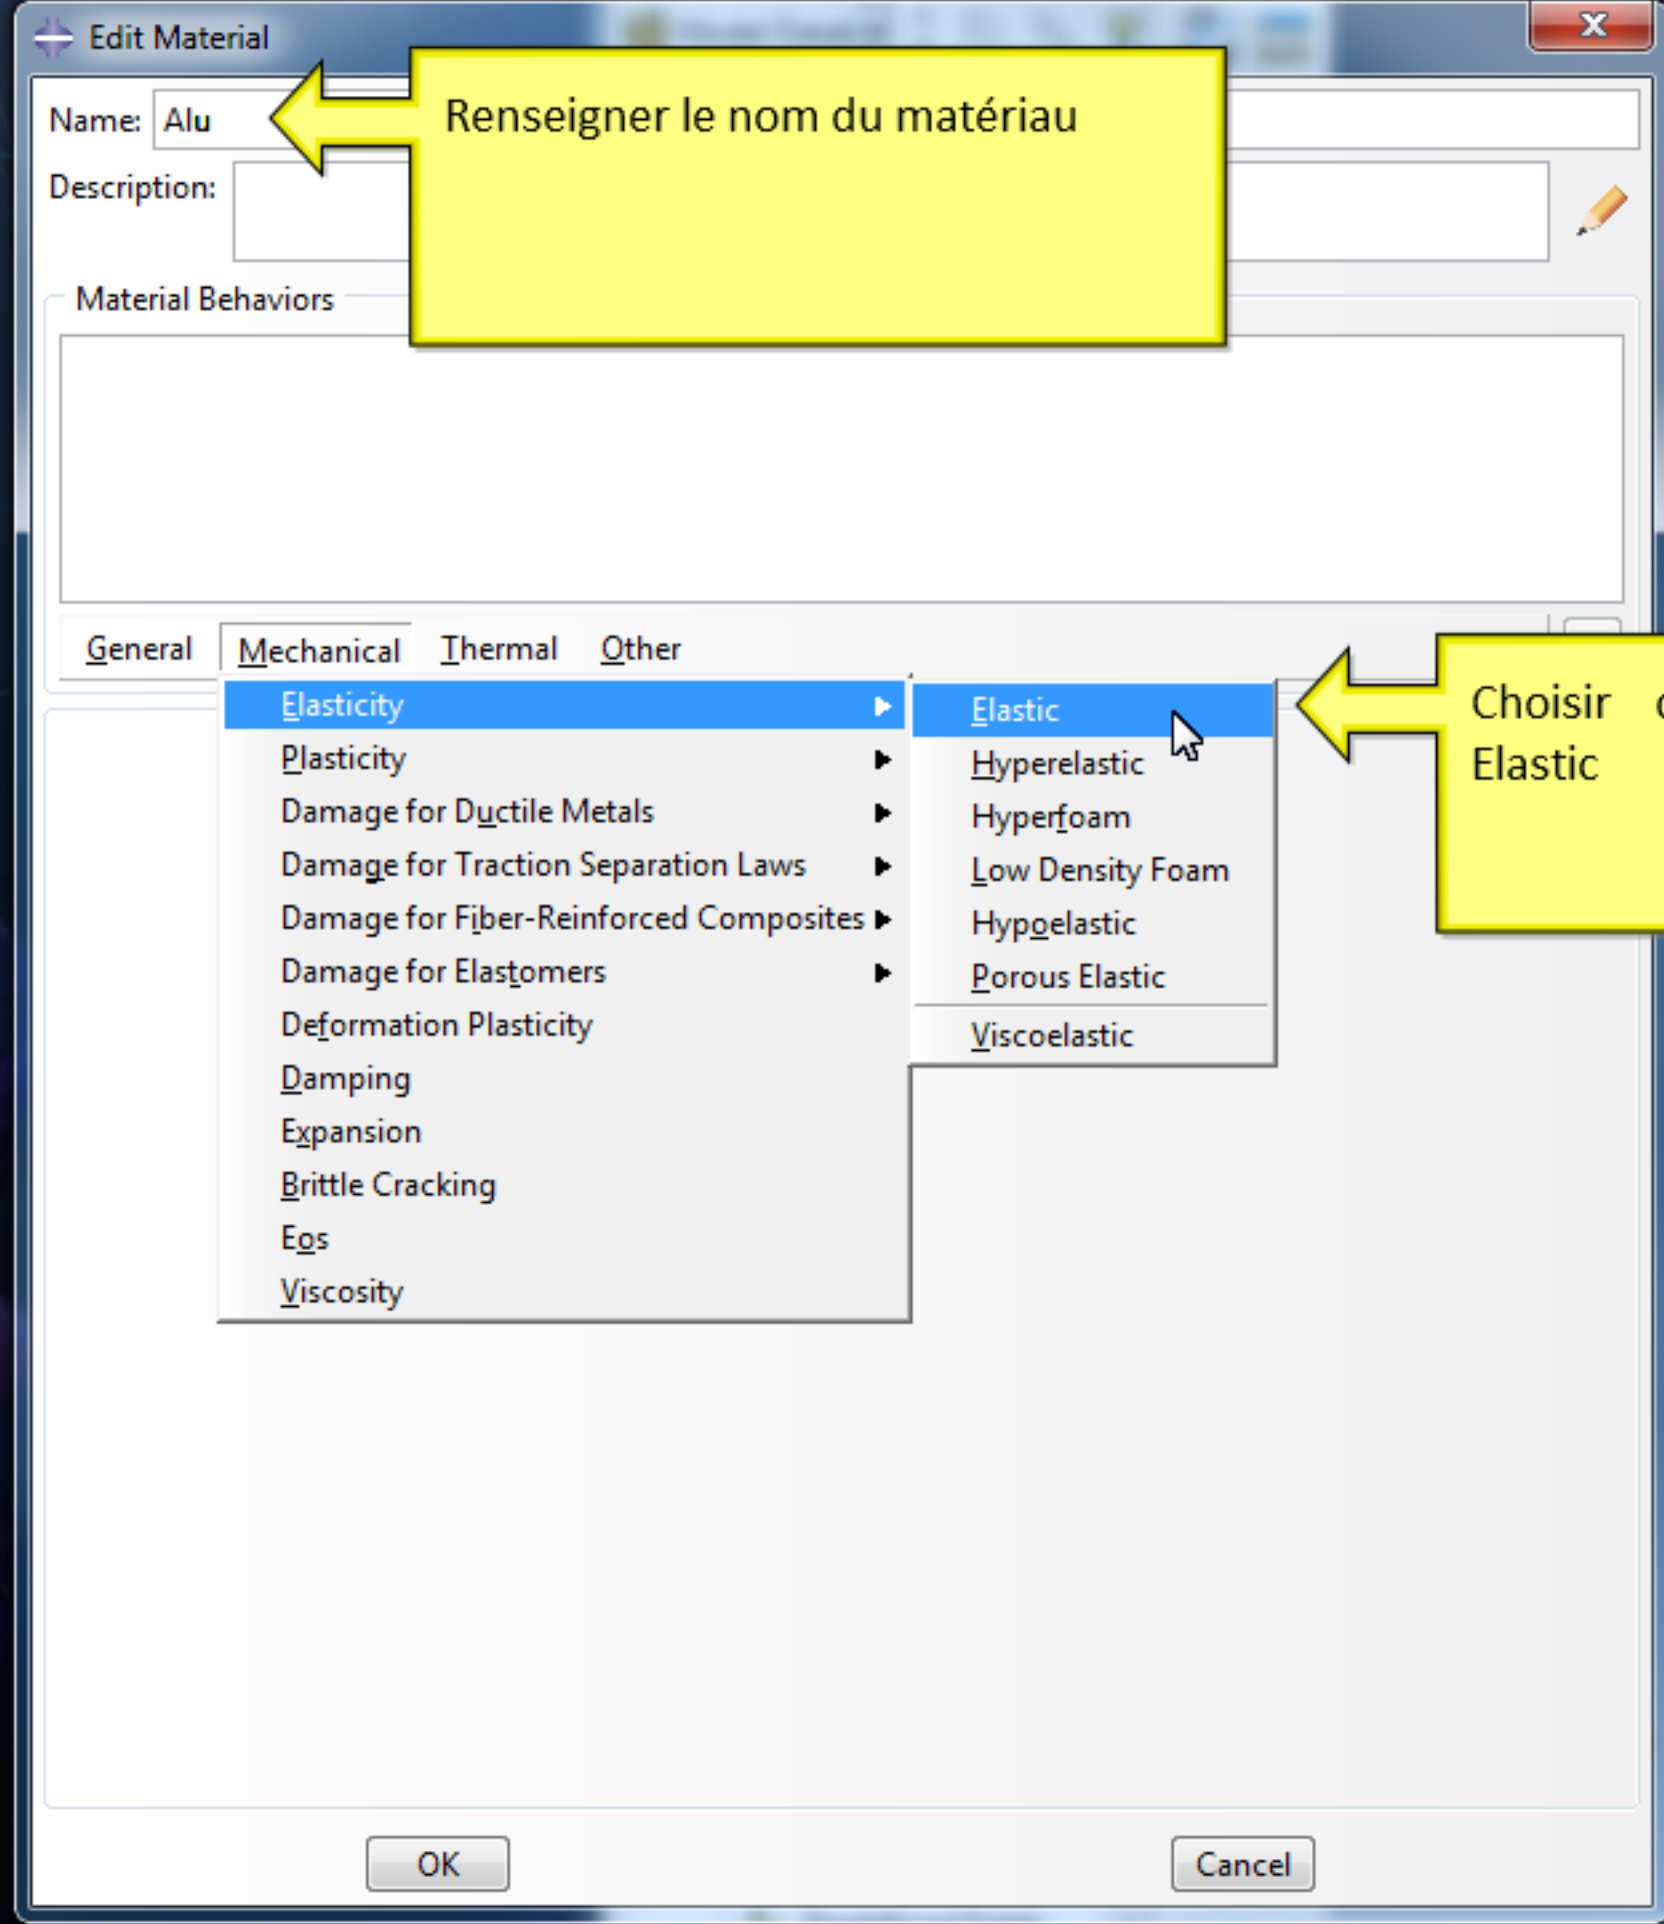 Edit Material
Name: Alu
Renseigner le nom du matériau
Description:
Material Behaviors
General Mechanical Thermal Other
Elasticity
Plasticity
Damage for Ductile Metals
Damage for Traction Separation Laws
Damage for Fiber-Reinforced Composites
Damage for Elastomers
Deformation Plasticity
Damping
Expansion
Brittle Cracking
Eos
Viscosity
Elastic
Hyperelastic
Hyperfoam
Low Density Foam
Hypoelastic
Porous Elastic
Viscoelastic
Choisir
Elastic
OK Cancel